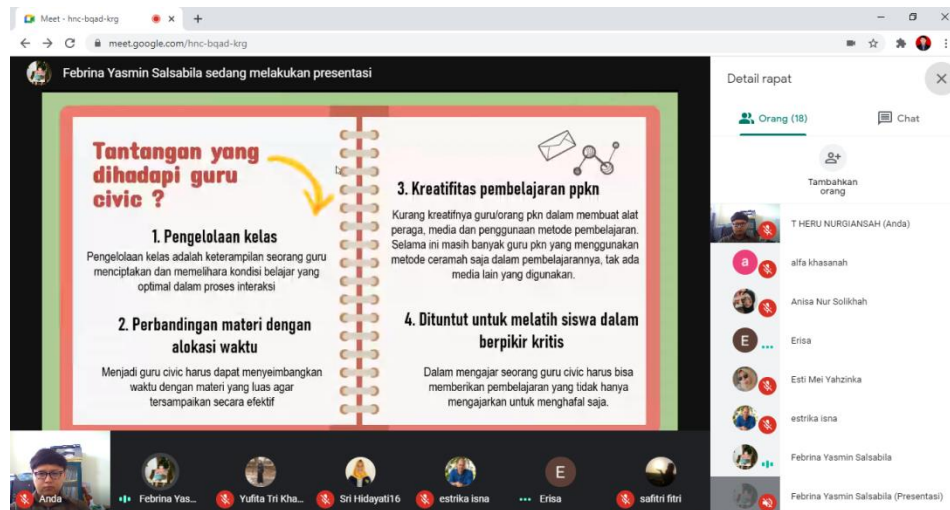 Meet - hnc-bqad-krg
meet.google.com/hnc-bqad-krg
Febrina Yasmin Salsabila sedang melakukan presentasi
Tantangan yang
dihadapi guru
civic ?
1. Pengelolaan kelas
Pengelolaan kelas adalah keterampilan seorang guru
menciptakan dan memelihara kondisi belajar yang
optimal dalam proses interaksi
2. Perbandingan materi dengan
alokasi waktu
Menjadi guru civic harus dapat menyeimbangkan
waktu dengan materi yang luas agar
tersampaikan secara efektif
3. Kreatifitas pembelajaran ppkn
Kurang kreatifnya guru/orang pkn dalam membuat alat
peraga, media dan penggunaan metode pembelajaran.
Selama ini masih banyak guru pkn yang menggunakan
metode ceramah saja dalam pembelajarannya, tak ada
media lain yang digunakan.
4. Dituntut untuk melatih siswa dalam
berpikir kritis
Dalam mengajar seorang guru civic harus bisa
memberikan pembelajaran yang tidak hanya
mengajarkan untuk menghafal saja.
Anda
Febrina Yas...
Yufita Tri Kha...
Sri Hidayati16
estrika isna
E
Erisa
safitri fitri
Detail rapat
Orang (18)
Chat
Tambahkan
orang
T HERU NURGIANSAH (Anda)
a
alfa khasanah
Anisa Nur Solikhah
E
Erisa
Esti Mei Yahzinka
estrika isna
Febrina Yasmin Salsabila
Febrina Yasmin Salsabila (Presentasi)